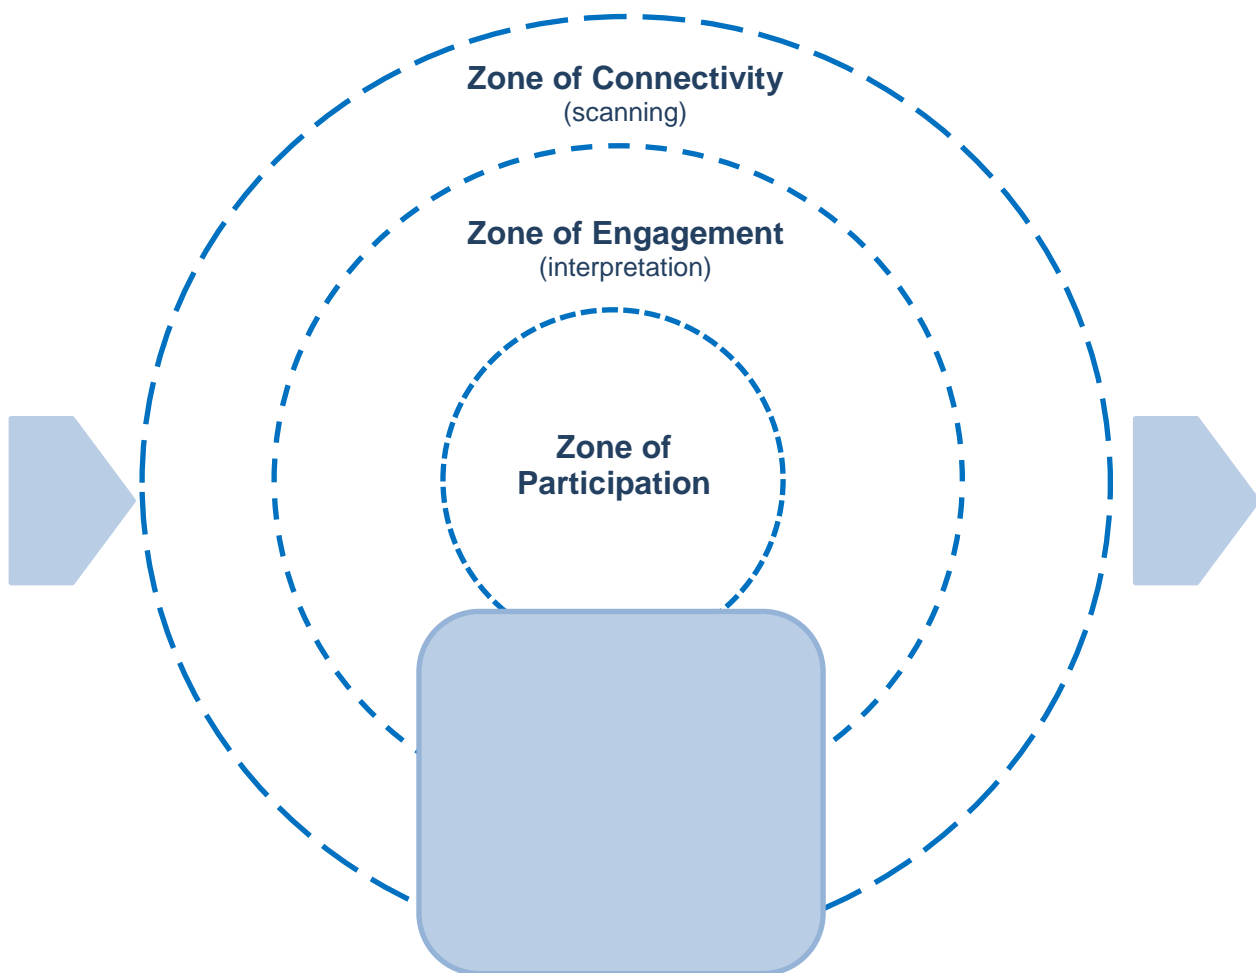 Zone of Connectivity
(scanning)
Zone of Engagement
(interpretation)
Zone of
Participation